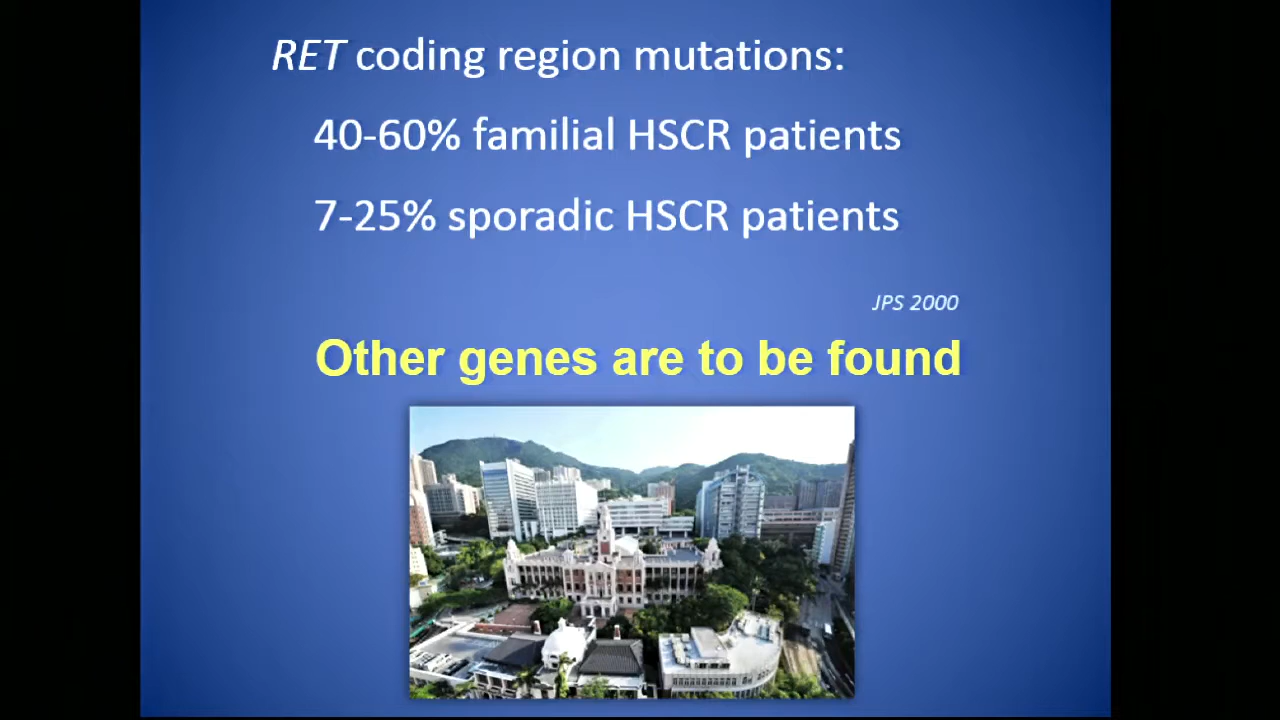 RET coding region mutations:
40-60% familial HSCR patients
7-25% sporadic HSCR patients
JPS 2000
Other genes are to be found